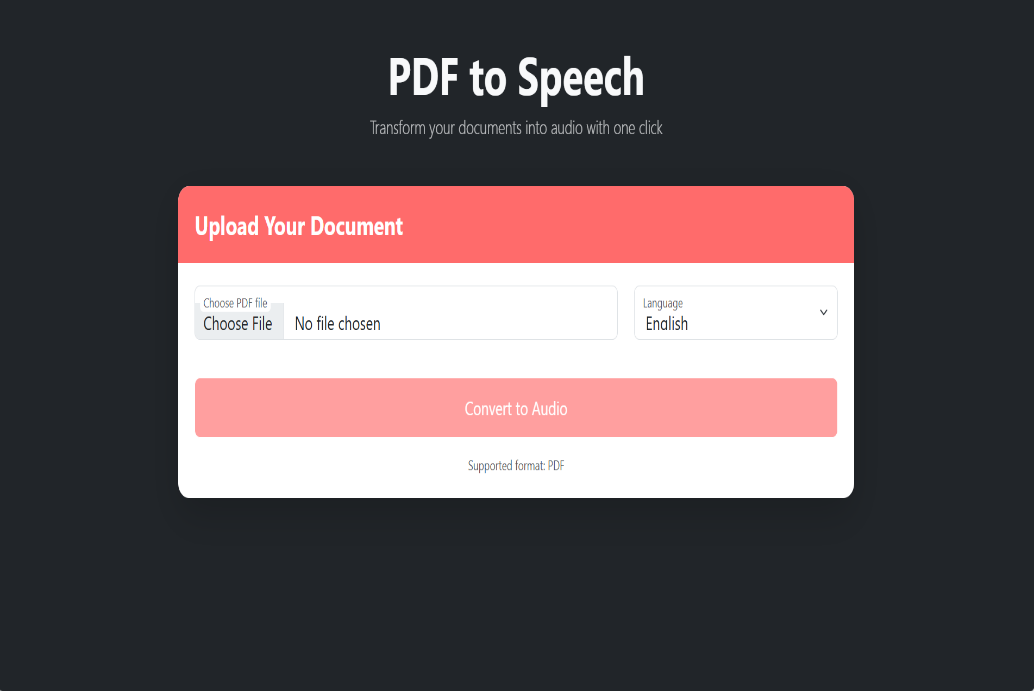 PDF to Speech
Transform your documents into audio with one click
Upload Your Document
Choose PDF file
Choose File No file chosen
Language
English
Convert to Audio
Supported format: PDF